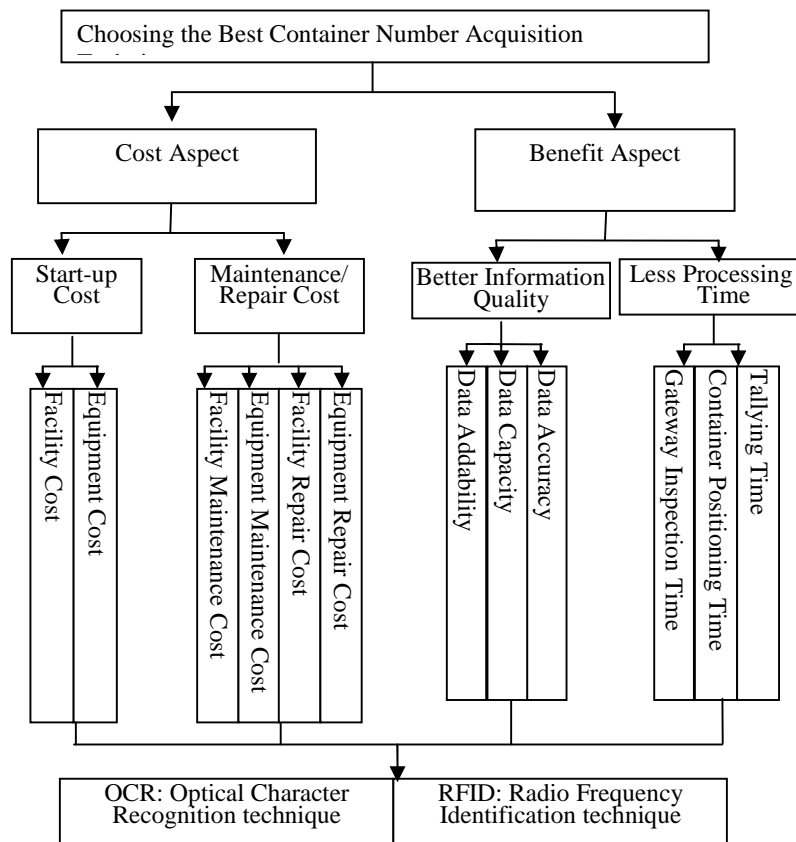 Choosing the Best Container Number Acquisition
Cost Aspect
Benefit Aspect
Start-up
Cost
Maintenance/
Repair Cost
Better Information
Quality
Less Processing
Time
Facility Cost
Equipment Cost
Facility Maintenance Cost
Equipment Maintenance Cost
Facility Repair Cost
Equipment Repair Cost
Data Addability
Data Capacity
Data Accuracy
Gateway Inspection Time
Container Positioning Time
Tallying Time
OCR: Optical Character
Recognition technique
RFID: Radio Frequency
Identification technique